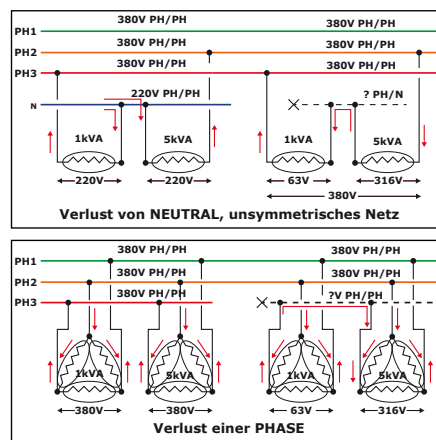 380V PH/PH 380V PH/PH
PH1
380V PH/PH 380V PH/PH
PH2
380V PH/PH 380V PH/PH
PH3
220V PH/PH ? PH/N
N
1kVA 5kVA 1kVA 5kVA
220V 220V 63V 316V
380V
Verlust von NEUTRAL, unsymmetrisches Netz
380V PH/PH 380V PH/PH
PH1
380V PH/PH 380V PH/PH
PH2
380V PH/PH ?V PH/PH
PH3
1kVA 5kVA 1kVA 5kVA
380V 380V 63V 316V
Verlust einer PHASE